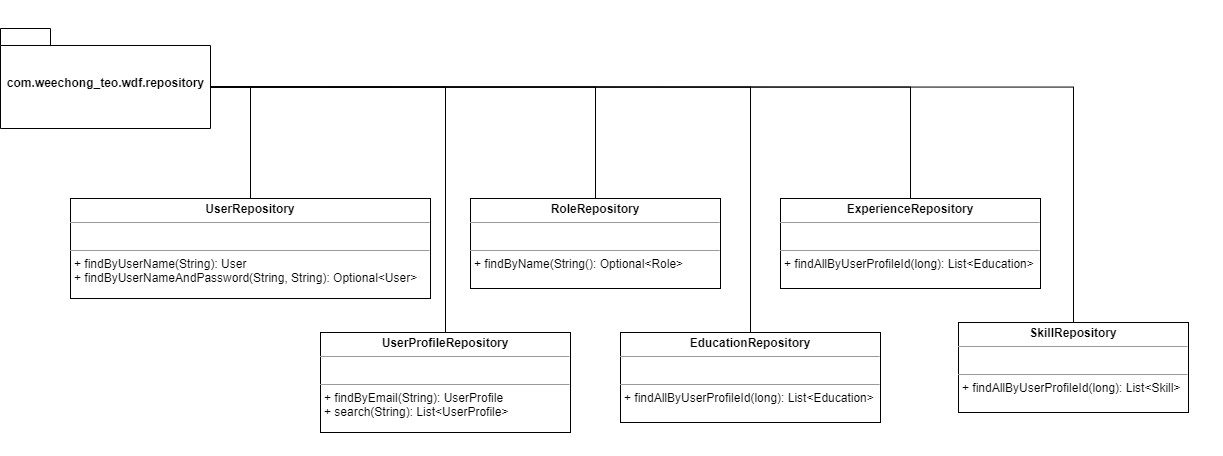 com.weechong_teo.wdf.repository
UserRepository
+ findByUserName(String): User
+ findByUserNameAndPassword(String, String): Optional<User>
RoleRepository
+ findByName(String(): Optional<Role>
ExperienceRepository
+ findAllByUserProfileId(long): List<Education>
UserProfileRepository
+ findByEmail(String): UserProfile
+ search(String): List<UserProfile>
EducationRepository
+ findAllByUserProfileId(long): List<Education>
SkillRepository
+ findAllByUserProfileId(long): List<Skill>